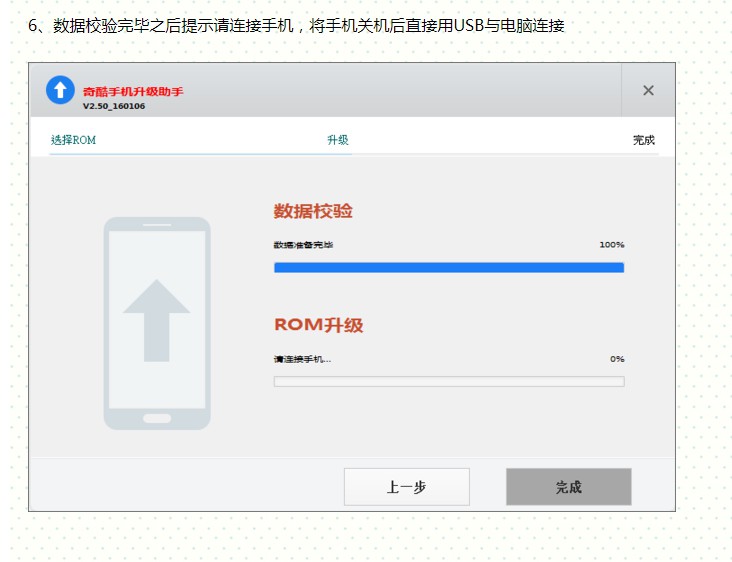 6、数据校验完毕之后提示请连接手机，将手机关机后直接用USB与电脑连接
奇酷手机升级助手
V2.50_160106
选择ROM 升级 完成
数据校验
数据准备完毕 100%
ROM升级
请连接手机... 0%
上一步 完成